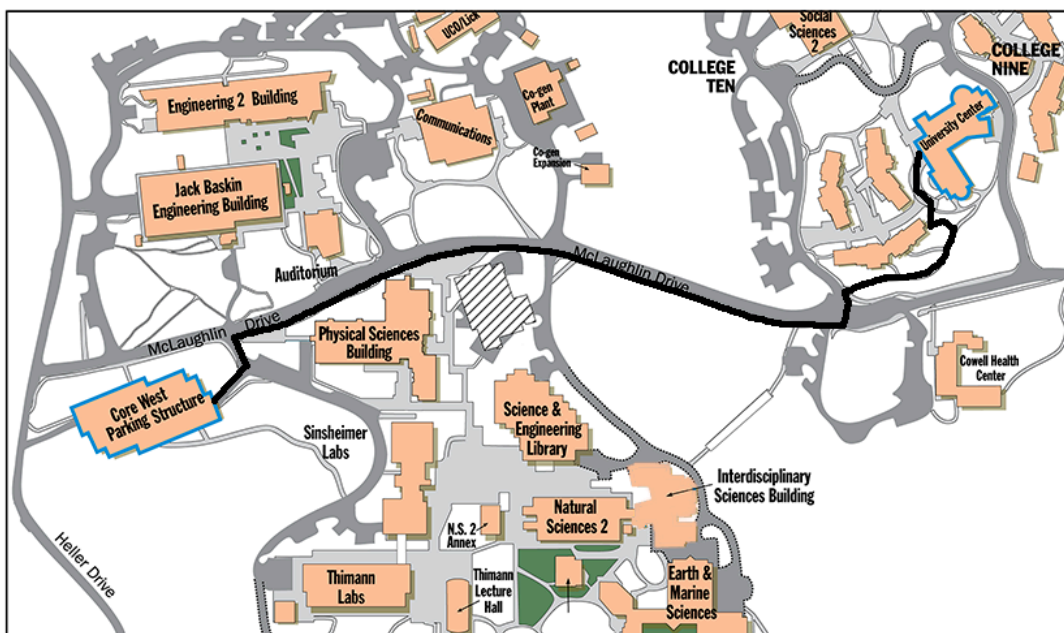 UCO/Lick
Social
Sciences
2
COLLEGE
TEN
COLLEGE
NINE
Engineering 2 Building
Co-gen
Plant
Communications
University Center
Co-gen
Expansion
Jack Baskin
Engineering Building
Auditorium
McLaughlin Drive
McLaughlin Drive
Physical Sciences
Building
Cowell Health
Center
Core West
Parking Structure
Science &
Engineering
Library
Sinsheimer
Labs
Interdisciplinary
Sciences Building
Natural
Sciences 2
N.S. 2
Annex
Heller Drive
Thimann
Labs
Thimann
Lecture
Hall
Earth &
Marine
Sciences